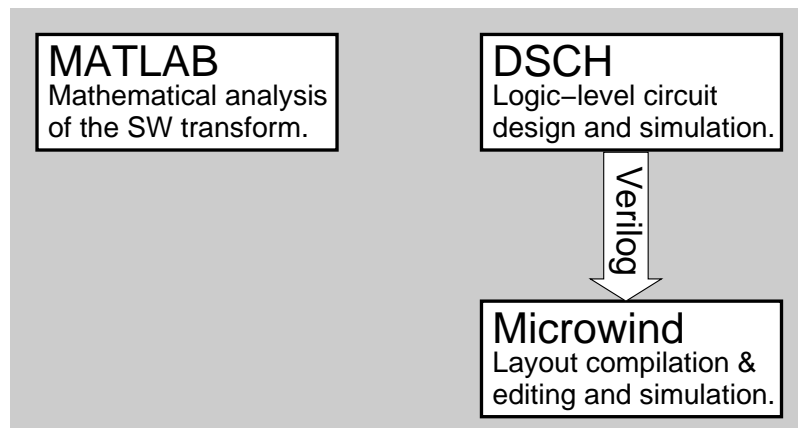 MATLAB
Mathematical analysis
of the SW transform.
DSCH
Logic−level circuit
design and simulation.
Verilog
Microwind
Layout compilation &
editing and simulation.